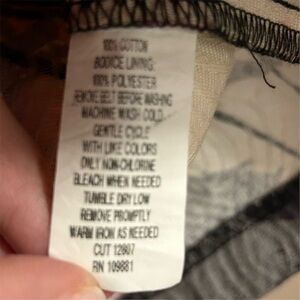 100% COTTON
BODICE LINING:
100% POLYESTER
REMOVE BELT BEFORE WASHING
MACHINE WASH COLD
GENTLE CYCLE
WITH LIKE COLORS
ONLY NON-CHLORINE
BLEACH WHEN NEEDED
TUMBLE DRY LOW
REMOVE PROMPTLY
WARM IRON AS NEEDED
CUT 12807
RN 109881